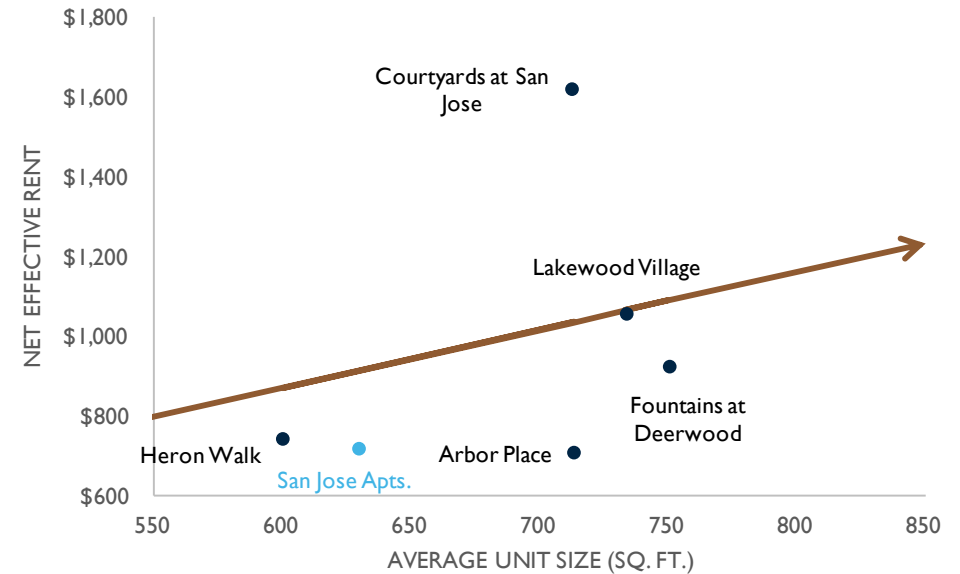 $1,800
Courtyards at San
Jose
$1,600
$1,400
$1,200
Lakewood Village
$1,000
$800
Fountains at
Deerwood
Heron Walk
Arbor Place
San Jose Apts.
$600
NET EFFECTIVE RENT
550 600 650 700 750 800 850
AVERAGE UNIT SIZE (SQ. FT.)